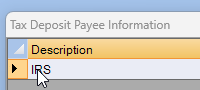 Tax Deposit Payee Information
Description
IRS